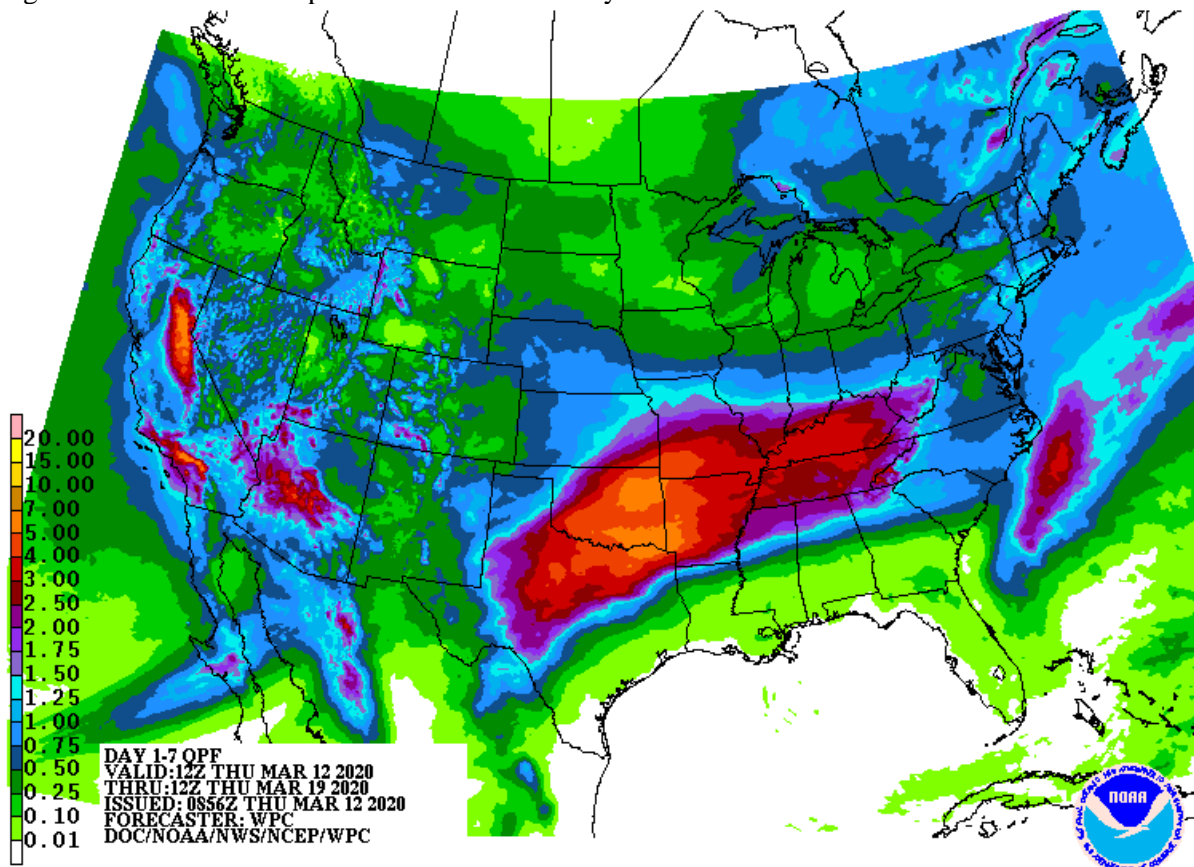 20.00
15.00
10.00
7.00
5.00
4.00
3.00
2.50
2.00
1.75
1.50
1.25
1.00
0.75
0.50
0.25
0.10
0.01
DAY 1-7 QPF
VALID:12Z THU MAR 12 2020
THRU:12Z THU MAR 19 2020
ISSUED: 0856Z THU MAR 12 2020
FORECASTER: WPC
DOC/NOAA/NWS/NCEP/WPC
NOAA